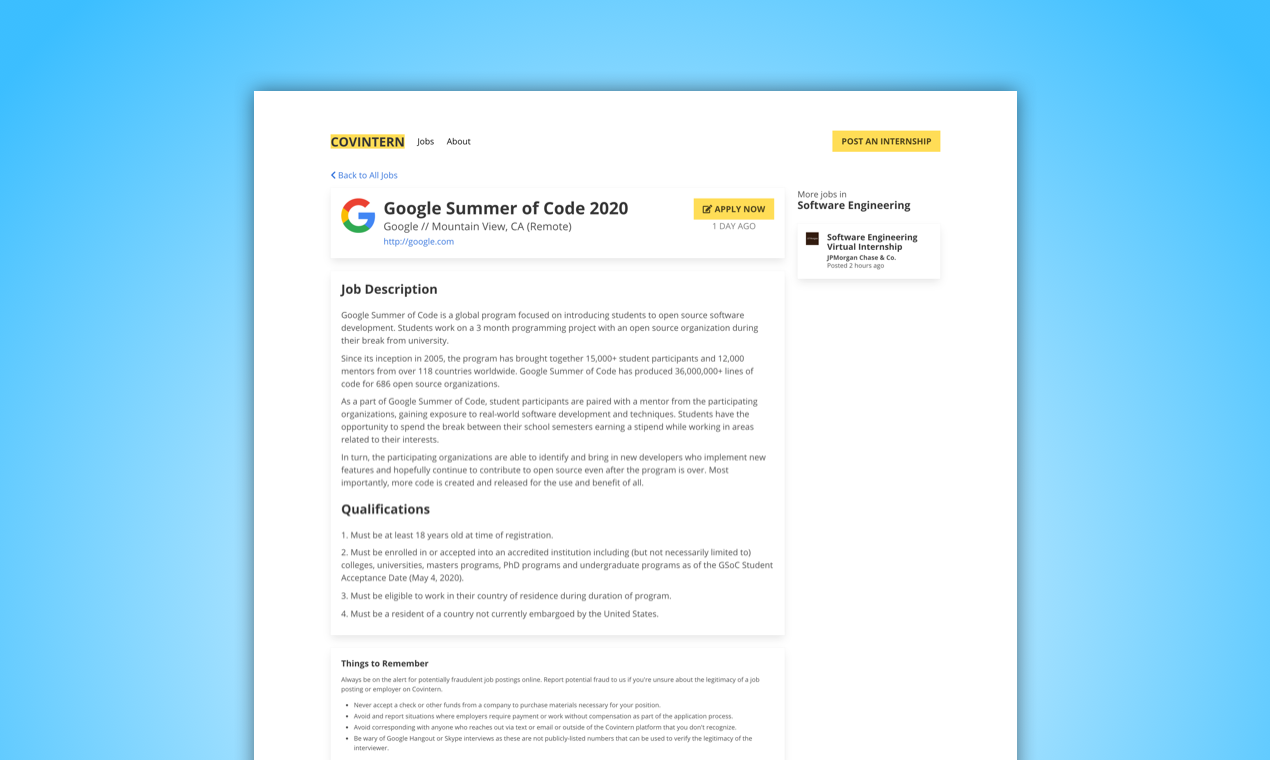 COVINTERN Jobs About POST AN INTERNSHIP
Back to All Jobs
Google Summer of Code 2020
Google // Mountain View, CA (Remote)
http://google.com
APPLY NOW
1 DAY AGO
Job Description
Google Summer of Code is a global program focused on introducing students to open source software
development. Students work on a 3 month programming project with an open source organization during
their break from university.
Since its inception in 2005, the program has brought together 15,000+ student participants and 12,000
mentors from over 118 countries worldwide. Google Summer of Code has produced 36,000,000+ lines of
code for 686 open source organizations.
As a part of Google Summer of Code, student participants are paired with a mentor from the participating
organizations, gaining exposure to real-world software development and techniques. Students have the
opportunity to spend the break between their school semesters earning a stipend while working in areas
related to their interests.
In turn, the participating organizations are able to identify and bring in new developers who implement new
features and hopefully continue to contribute to open source even after the program is over. Most
importantly, more code is created and released for the use and benefit of all.
Qualifications
1. Must be at least 18 years old at time of registration.
2. Must be enrolled in or accepted into an accredited institution including (but not necessarily limited to)
colleges, universities, masters programs, PhD programs and undergraduate programs as of the GSoC Student
Acceptance Date (May 4, 2020).
3. Must be eligible to work in their country of residence during duration of program.
4. Must be a resident of a country not currently embargoed by the United States.
Things to Remember
Always be on the alert for potentially fraudulent job postings online. Report potential fraud to us if you're unsure about the legitimacy of a job
posting or employer on Covintern.
• Never accept a check or other funds from a company to purchase materials necessary for your position.
• Avoid and report situations where employers require payment or work without compensation as part of the application process.
• Avoid corresponding with anyone who reaches out via text or email or outside of the Covintern platform that you don't recognize.
• Be wary of Google Hangout or Skype interviews as these are not publicly-listed numbers that can be used to verify the legitimacy of the
interviewer.
More jobs in
Software Engineering
Software Engineering
Virtual Internship
JPMorgan Chase & Co.
Posted 2 hours ago